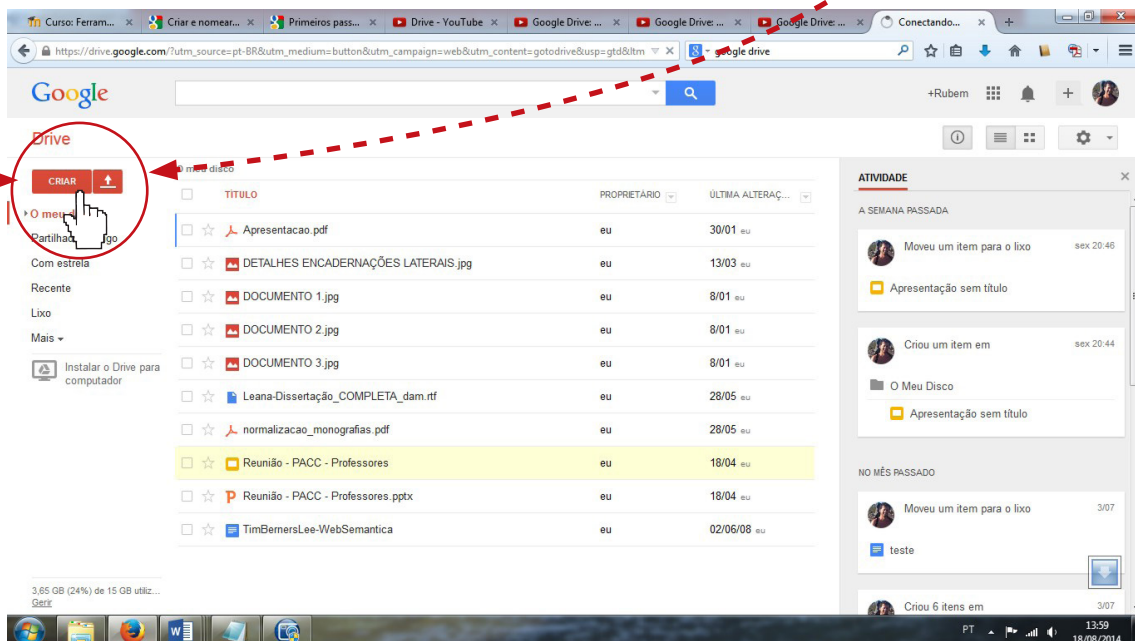 Curso: Ferram... Criar e nomear... Primeiros pass... Drive - YouTube Google Drive: ... Google Drive: ... Google Drive: ... Conectando...
https://drive.google.com/?utm_source=pt-BR&utm_medium=button&utm_campaign=web&utm_content=gotodrive&usp=gtd&ltm google drive
Google +Rubem
Drive
CRIAR
O meu disco
TÍTULO PROPRIETÁRIO ÚLTIMA ALTERAÇ...
O meu
Partilhad go
Com estrela
Recente
Lixo
Mais
Instalar o Drive para
computador
Apresentacao.pdf eu 30/01 eu
DETALHES ENCADERNAÇÕES LATERAIS.jpg eu 13/03 eu
DOCUMENTO 1.jpg eu 8/01 eu
DOCUMENTO 2.jpg eu 8/01 eu
DOCUMENTO 3.jpg eu 8/01 eu
Leana-Dissertação_COMPLETA_dam.rtf eu 28/05 eu
normalizacao_monografias.pdf eu 28/05 eu
Reunião - PACC - Professores eu 18/04 eu
Reunião - PACC - Professores.pptx eu 18/04 eu
TimBernersLee-WebSemantica eu 02/06/08 eu
ATIVIDADE
A SEMANA PASSADA
Moveu um item para o lixo sex 20:46
Apresentação sem título
Criou um item em sex 20:44
O Meu Disco
Apresentação sem título
NO MÊS PASSADO
Moveu um item para o lixo 3/07
teste
Criou 6 itens em 3/07
3,65 GB (24%) de 15 GB utiliz...
Gerir
PT 13:59
18/08/2014